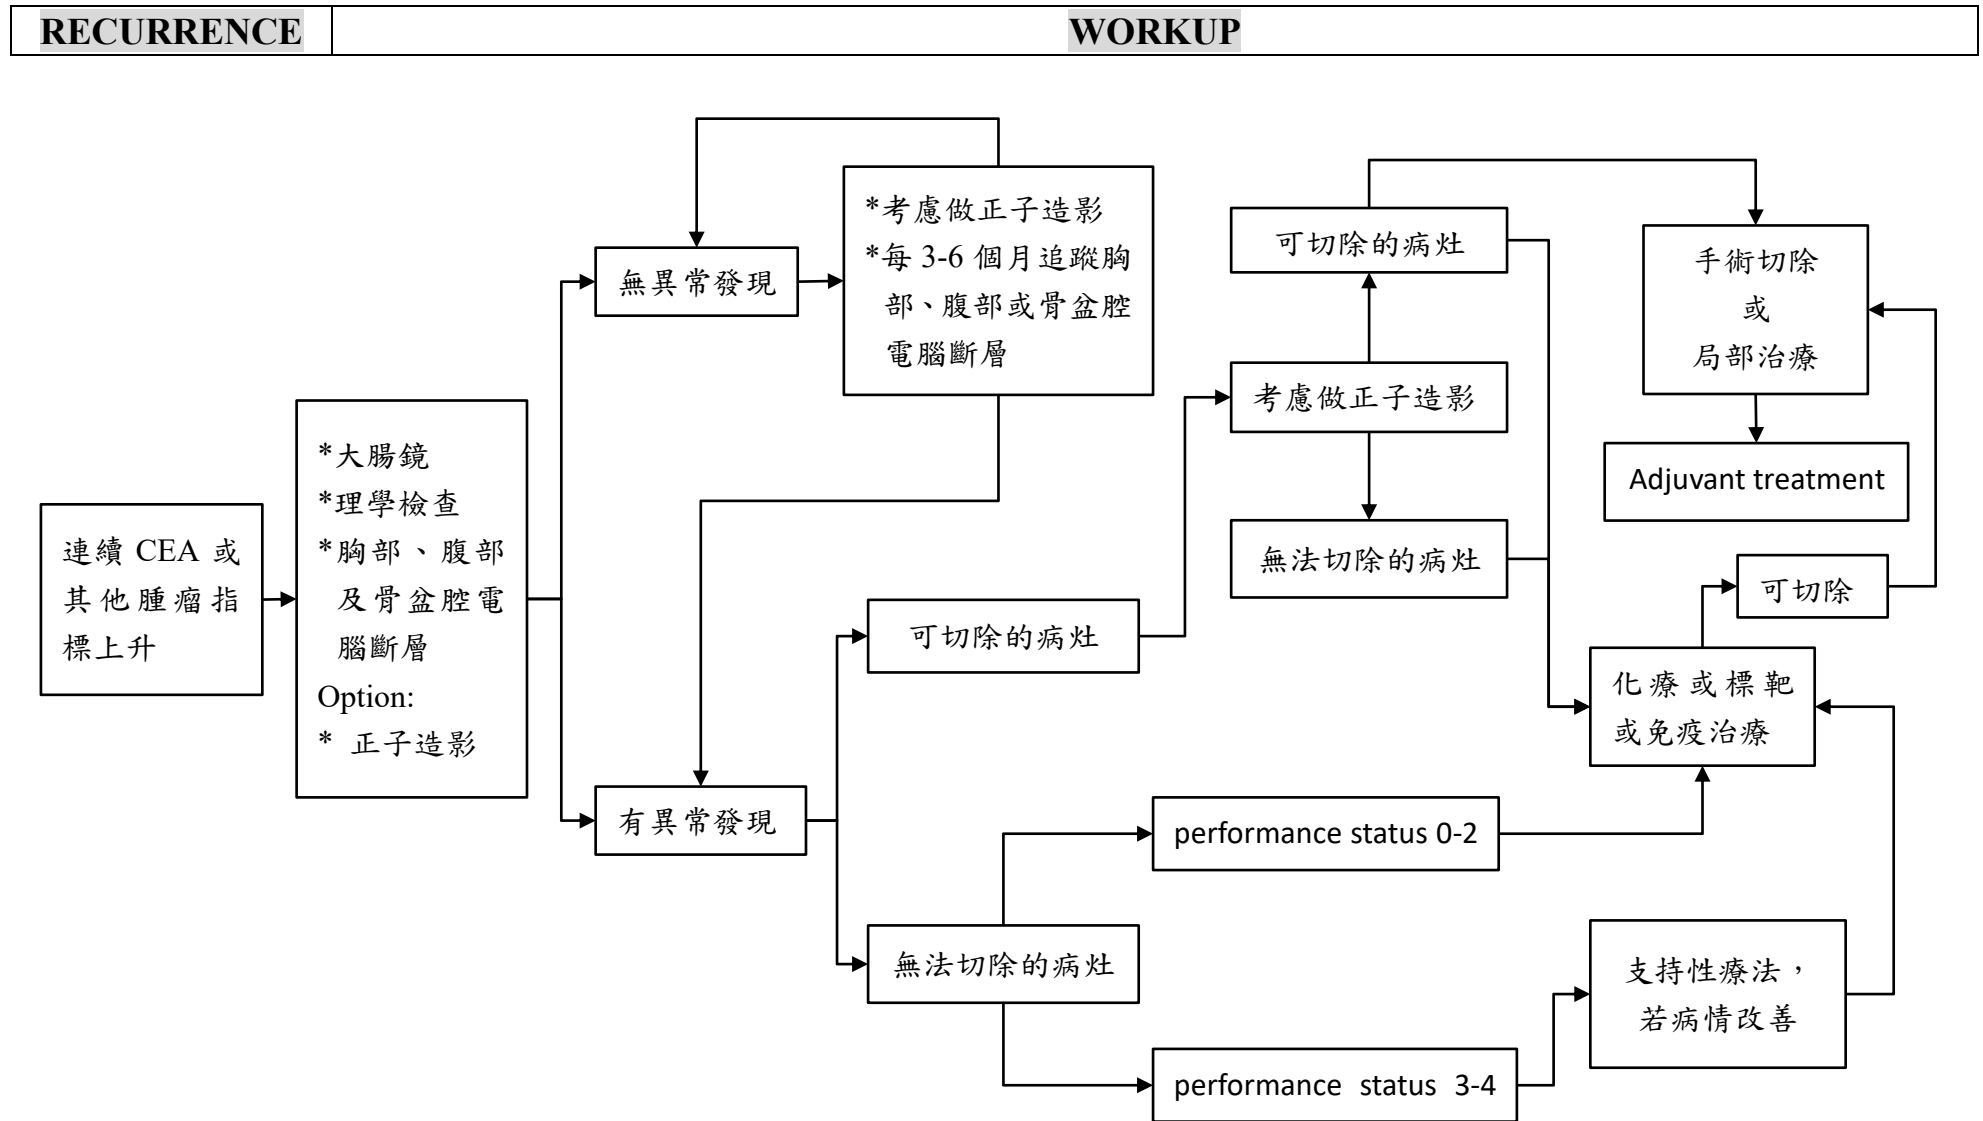 RECURRENCE
WORKUP
連續 CEA 或
其他腫瘤指
標上升
*大腸鏡
*理學檢查
*胸部、腹部
及骨盆腔電
腦斷層
Option:
* 正子造影
無異常發現
*考慮做正子造影
*每 3-6 個月追蹤胸
部、腹部或骨盆腔
電腦斷層
有異常發現
可切除的病灶
無法切除的病灶
可切除的病灶
考慮做正子造影
無法切除的病灶
performance status 0-2
performance status 3-4
手術切除
或
局部治療
Adjuvant treatment
可切除
化療或標靶
或免疫治療
支持性療法，
若病情改善